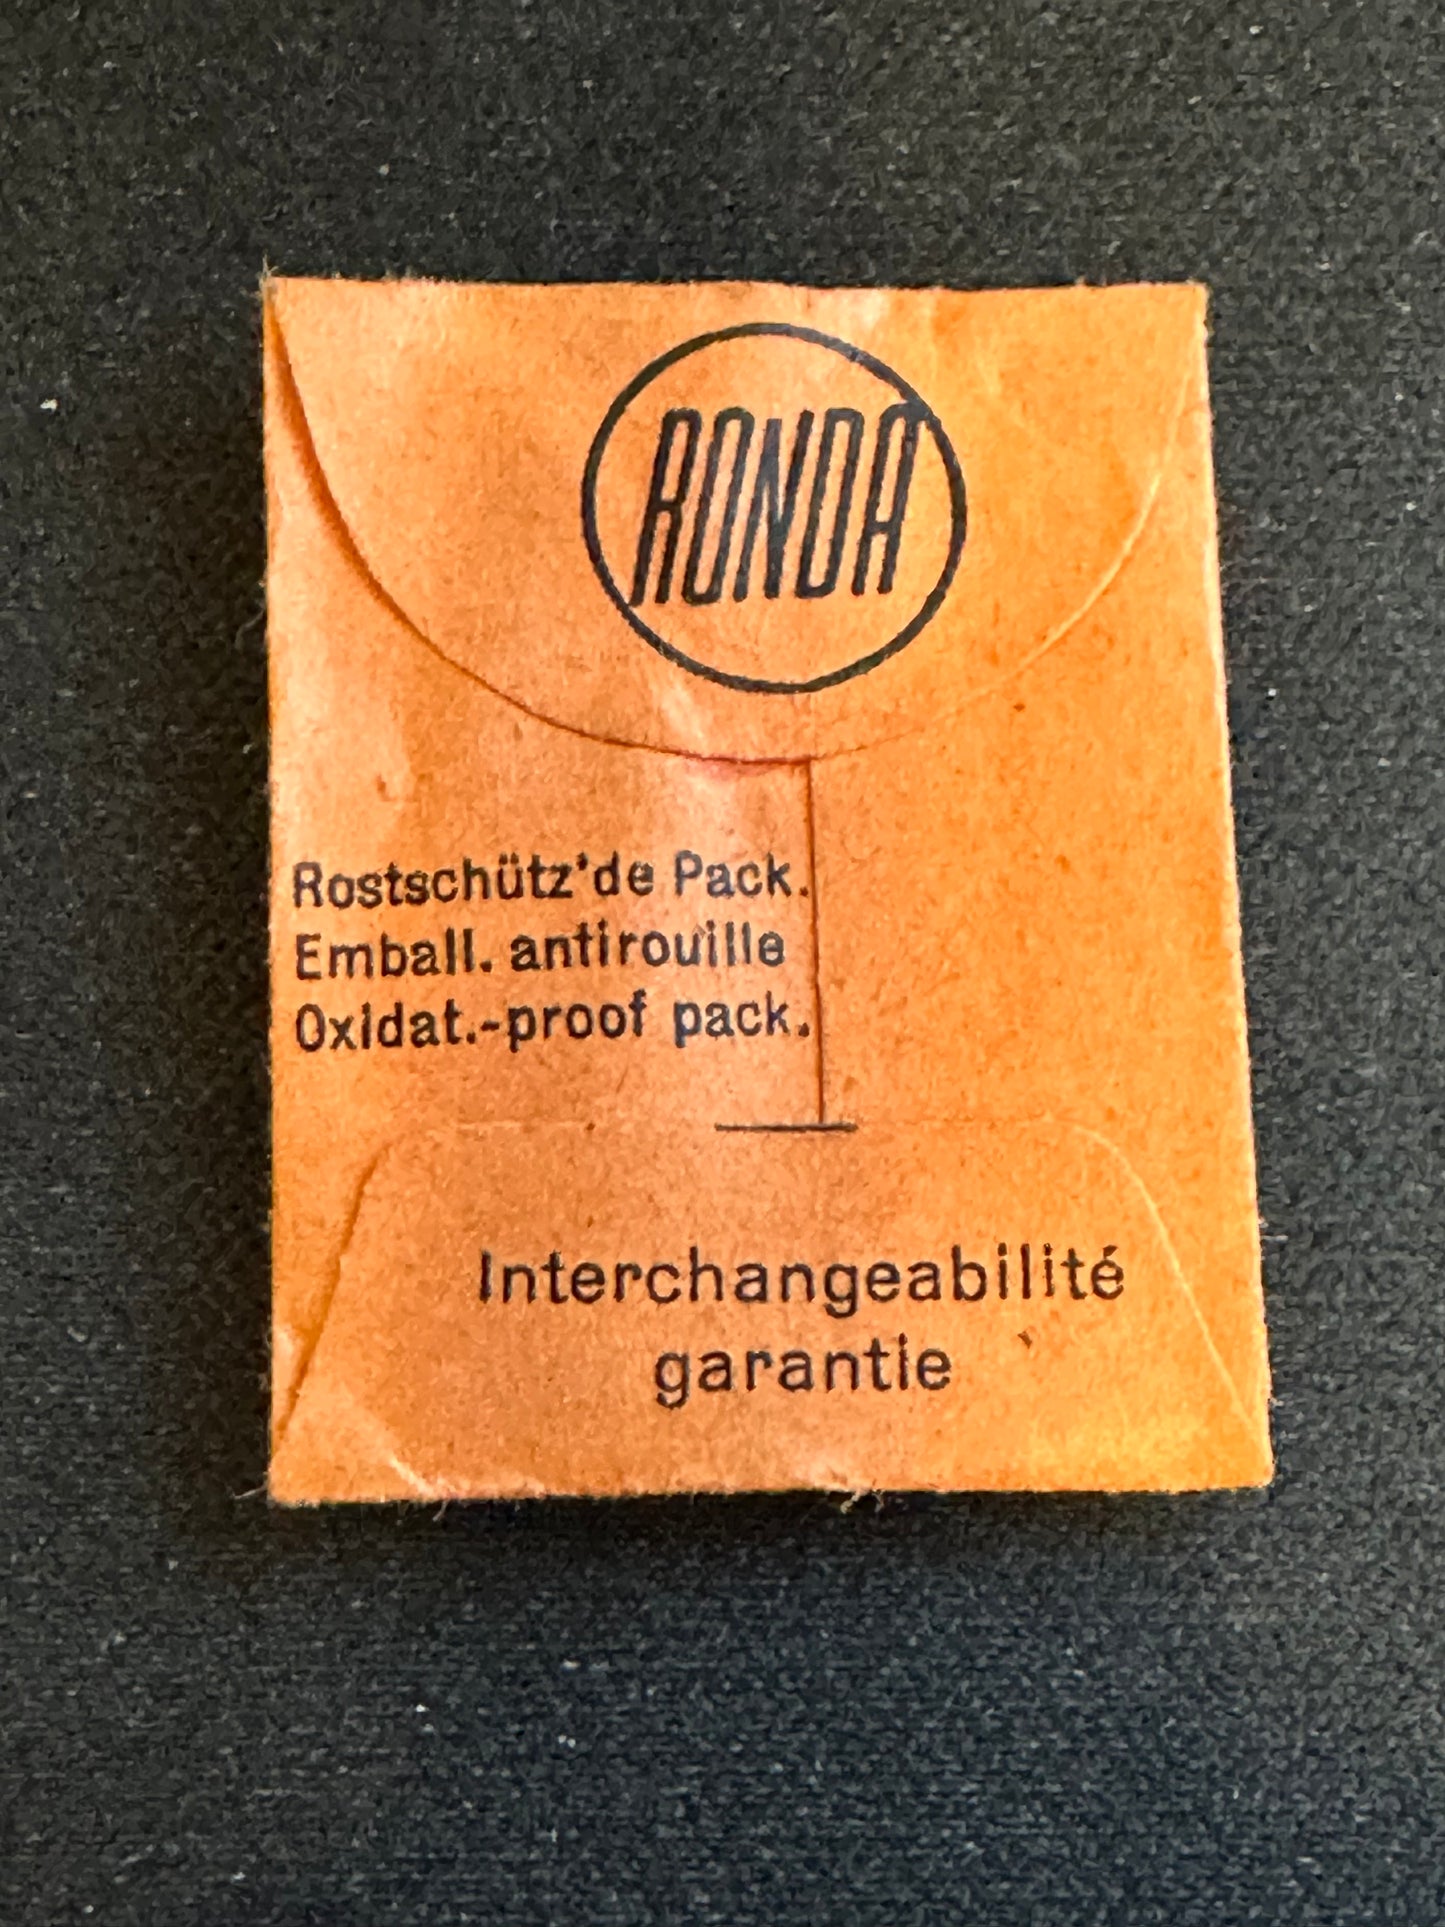 RONDA
Rostschütz'de Pack.
Emball. antirouille
Oxidat.-proof pack.
Interchangeabilité
garantie